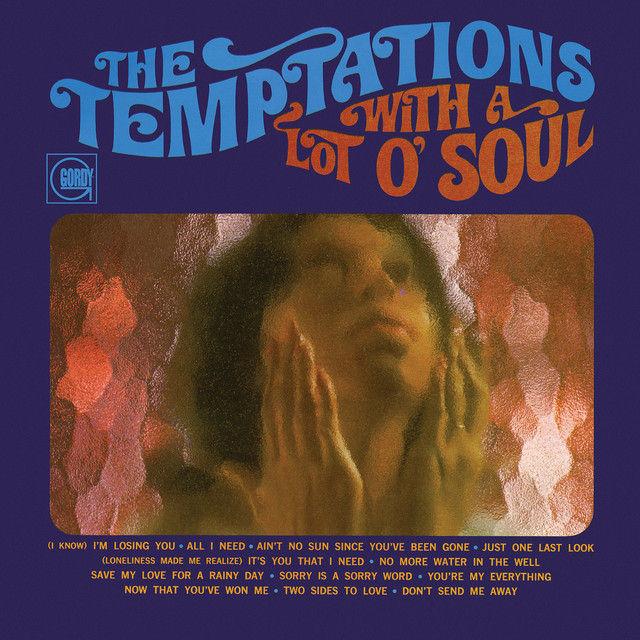 THE
TEMPTATIONS
WITH A
LOT O' SOUL
GORDY
(I KNOW) I'M LOSING YOU • ALL I NEED • AIN'T NO SUN SINCE YOU'VE BEEN GONE • JUST ONE LAST LOOK
(LONELINESS MADE ME REALIZE) IT'S YOU THAT I NEED • NO MORE WATER IN THE WELL
SAVE MY LOVE FOR A RAINY DAY • SORRY IS A SORRY WORD • YOU'RE MY EVERYTHING
NOW THAT YOU'VE WON ME • TWO SIDES TO LOVE • DON'T SEND ME AWAY